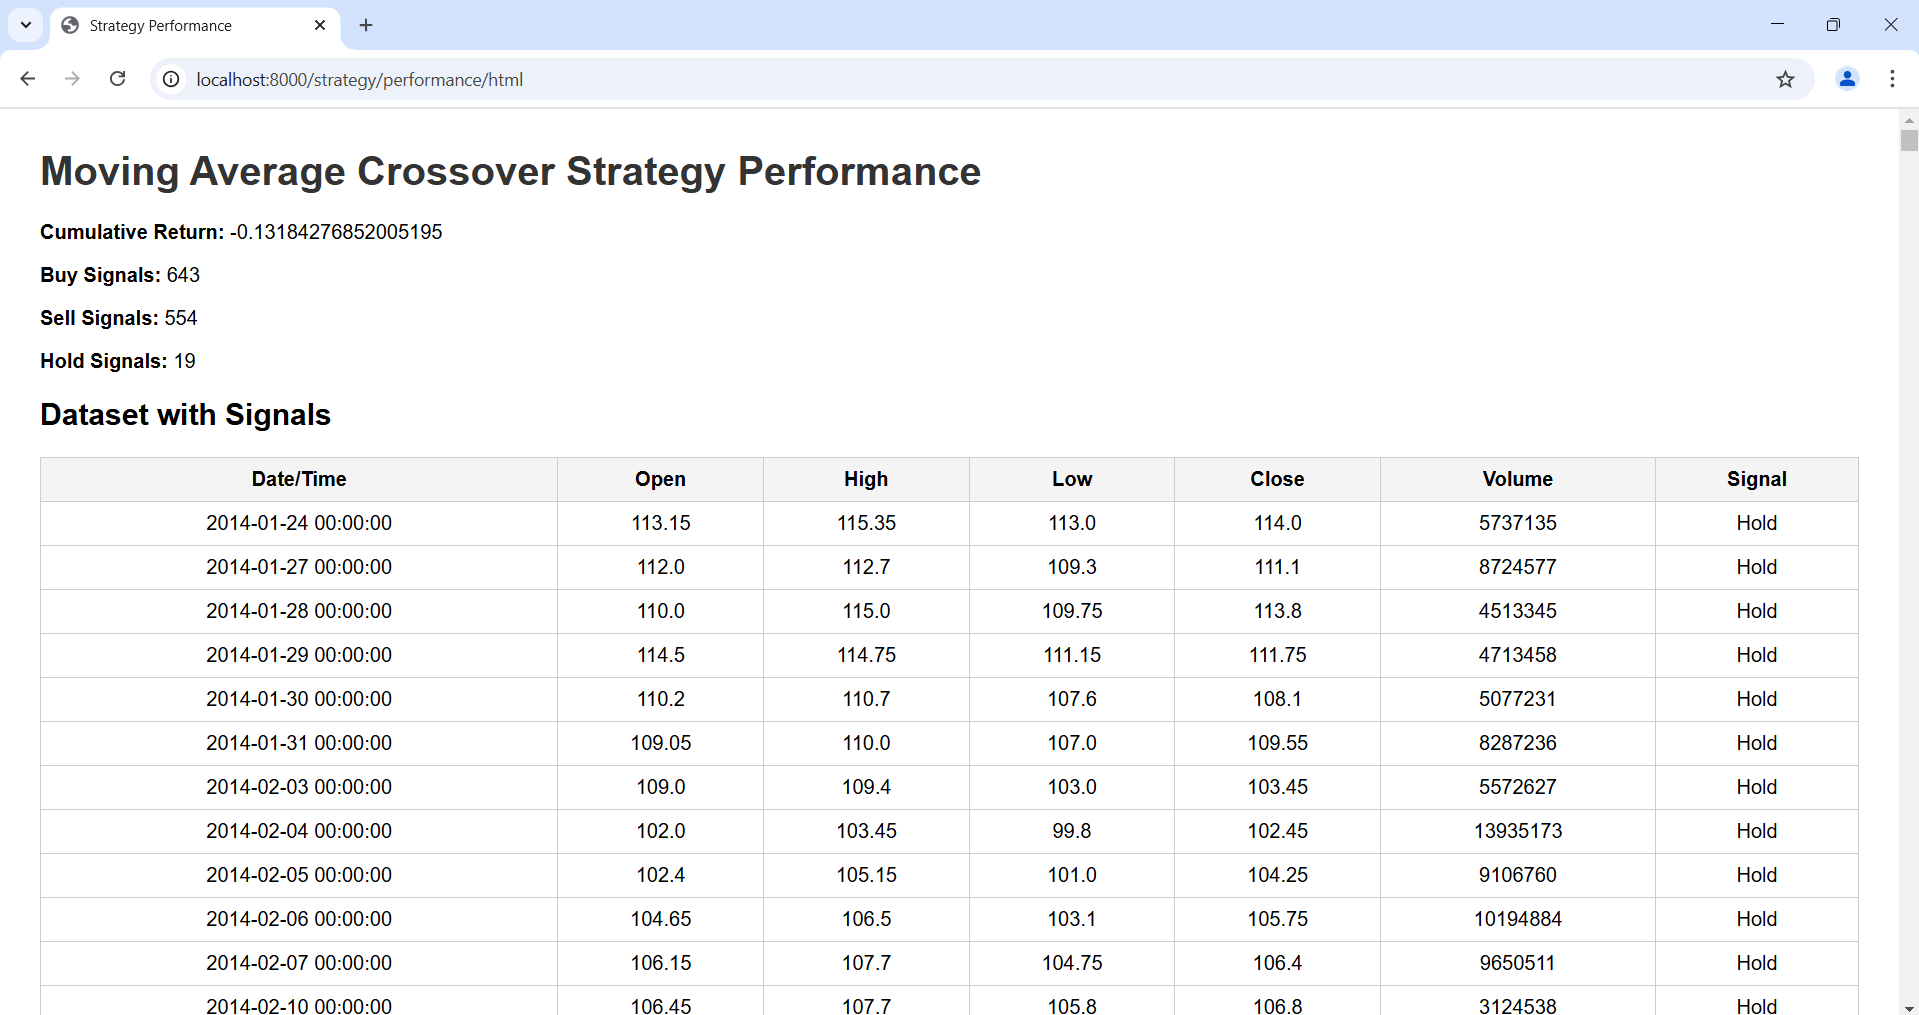 Strategy Performance
localhost:8000/strategy/performance/html
Moving Average Crossover Strategy Performance
Cumulative Return: -0.13184276852005195
Buy Signals: 643
Sell Signals: 554
Hold Signals: 19
Dataset with Signals
Date/Time Open High Low Close Volume Signal
2014-01-24 00:00:00 113.15 115.35 113.0 114.0 5737135 Hold
2014-01-27 00:00:00 112.0 112.7 109.3 111.1 8724577 Hold
2014-01-28 00:00:00 110.0 115.0 109.75 113.8 4513345 Hold
2014-01-29 00:00:00 114.5 114.75 111.15 111.75 4713458 Hold
2014-01-30 00:00:00 110.2 110.7 107.6 108.1 5077231 Hold
2014-01-31 00:00:00 109.05 110.0 107.0 109.55 8287236 Hold
2014-02-03 00:00:00 109.0 109.4 103.0 103.45 5572627 Hold
2014-02-04 00:00:00 102.0 103.45 99.8 102.45 13935173 Hold
2014-02-05 00:00:00 102.4 105.15 101.0 104.25 9106760 Hold
2014-02-06 00:00:00 104.65 106.5 103.1 105.75 10194884 Hold
2014-02-07 00:00:00 106.15 107.7 104.75 106.4 9650511 Hold
2014-02-10 00:00:00 106.45 107.7 105.8 106.8 3124538 Hold